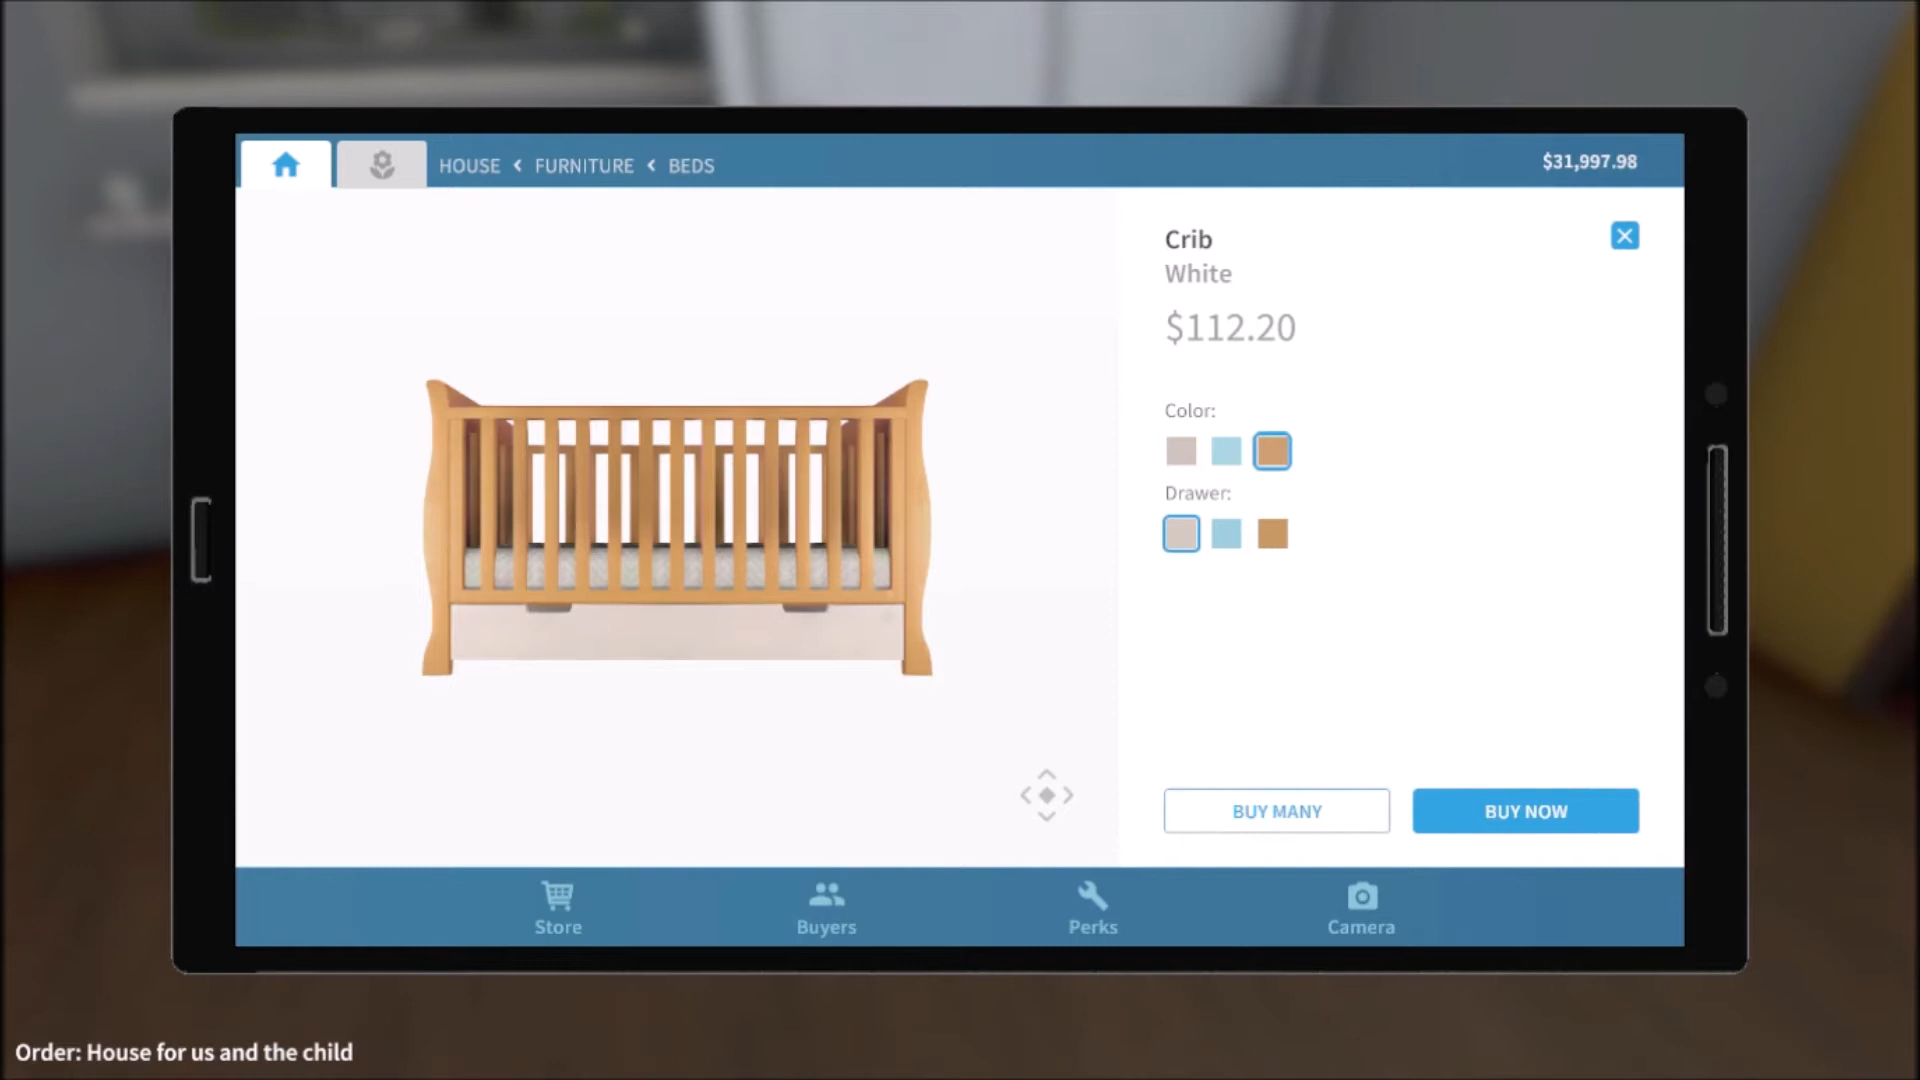 HOUSE < FURNITURE < BEDS
$31,997.98
Crib
White
$112.20
Color:
Drawer:
BUY MANY
BUY NOW
Store
Buyers
Perks
Camera
Order: House for us and the child